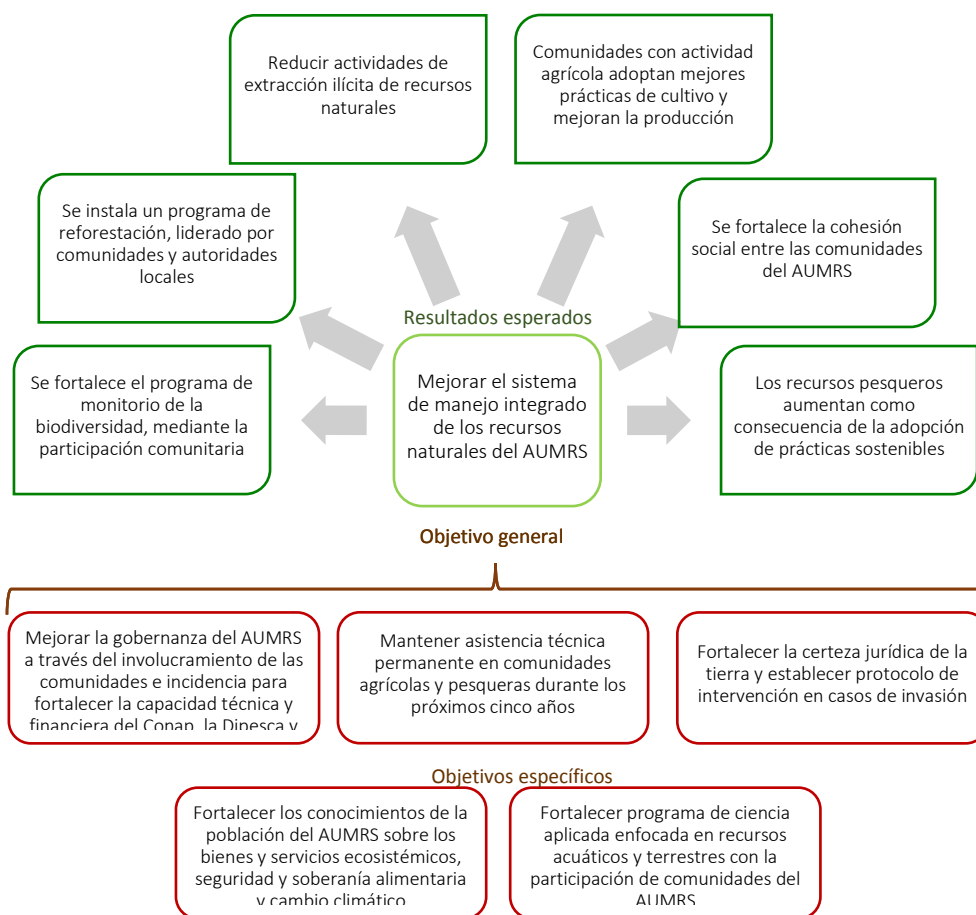 Reducir actividades de
extracción ilícita de recursos
naturales
Comunidades con actividad
agrícola adoptan mejores
prácticas de cultivo y
mejoran la producción
Se instala un programa de
reforestación, liderado por
comunidades y autoridades
locales
Se fortalece la cohesión
social entre las comunidades
del AUMRS
Resultados esperados
Se fortalece el programa de
monitorio de la
biodiversidad, mediante la
participación comunitaria
Mejorar el sistema
de manejo integrado
de los recursos
naturales del AUMRS
Los recursos pesqueros
aumentan como
consecuencia de la adopción
de prácticas sostenibles
Objetivo general
Mejorar la gobernanza del AUMRS
a través del involucramiento de las
comunidades e incidencia para
fortalecer la capacidad técnica y
financiera del Conap, la Dipesca y
Mantener asistencia técnica
permanente en comunidades
agrícolas y pesqueras durante los
próximos cinco años
Fortalecer la certeza jurídica de la
tierra y establecer protocolo de
intervención en casos de invasión
Objetivos específicos
Fortalecer los conocimientos de la
población del AUMRS sobre los
bienes y servicios ecosistémicos,
seguridad y soberanía alimentaria
y cambio climático
Fortalecer programa de ciencia
aplicada enfocada en recursos
acuáticos y terrestres con la
participación de comunidades del
AUMRS